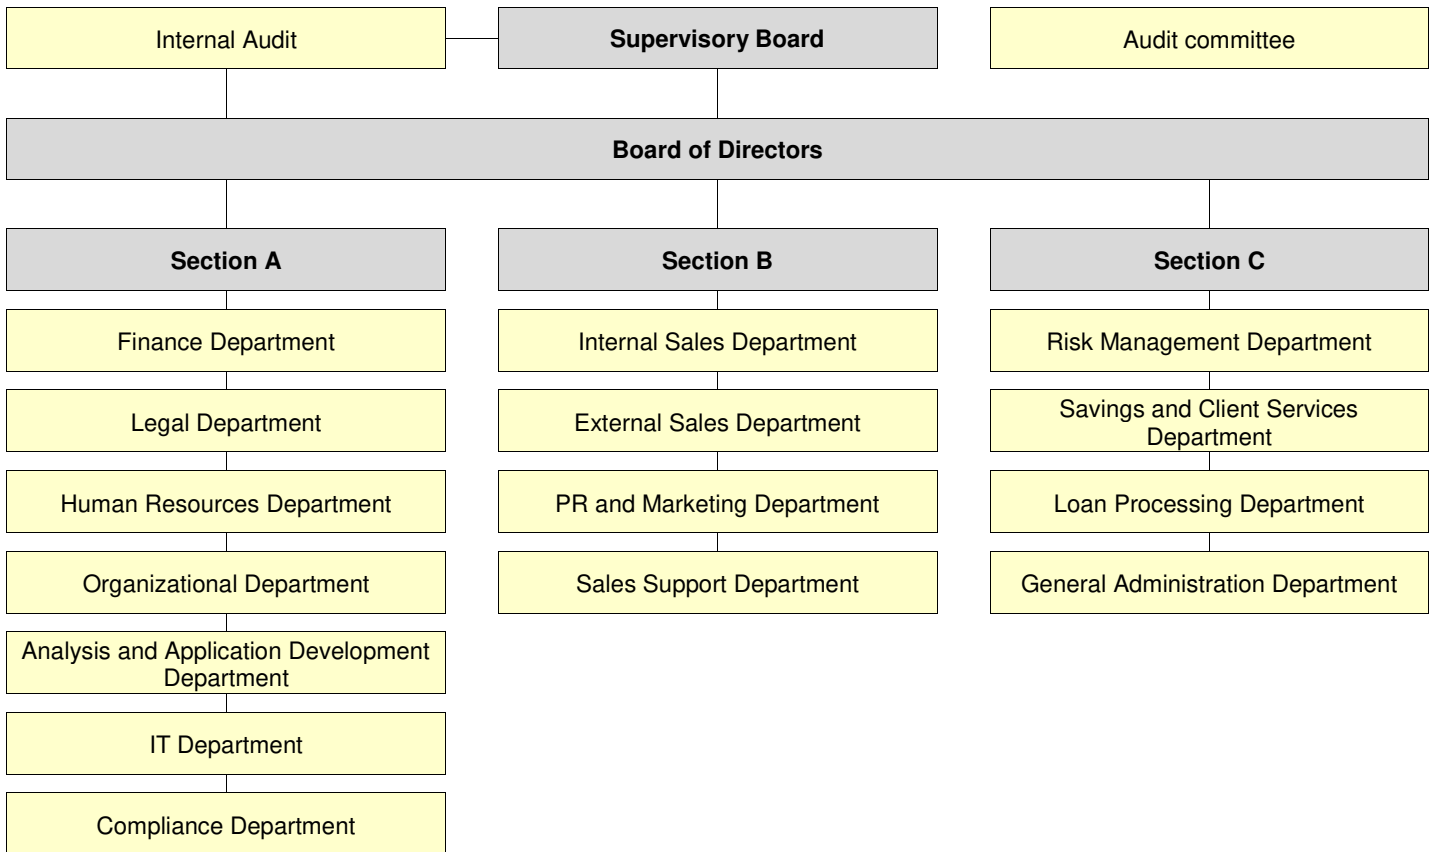 Internal Audit
Supervisory Board
Audit committee
Board of Directors
Section A
Section B
Section C
Finance Department
Internal Sales Department
Risk Management Department
Legal Department
External Sales Department
Savings and Client Services
Department
Human Resources Department
PR and Marketing Department
Loan Processing Department
Organizational Department
Sales Support Department
General Administration Department
Analysis and Application Development
Department
IT Department
Compliance Department